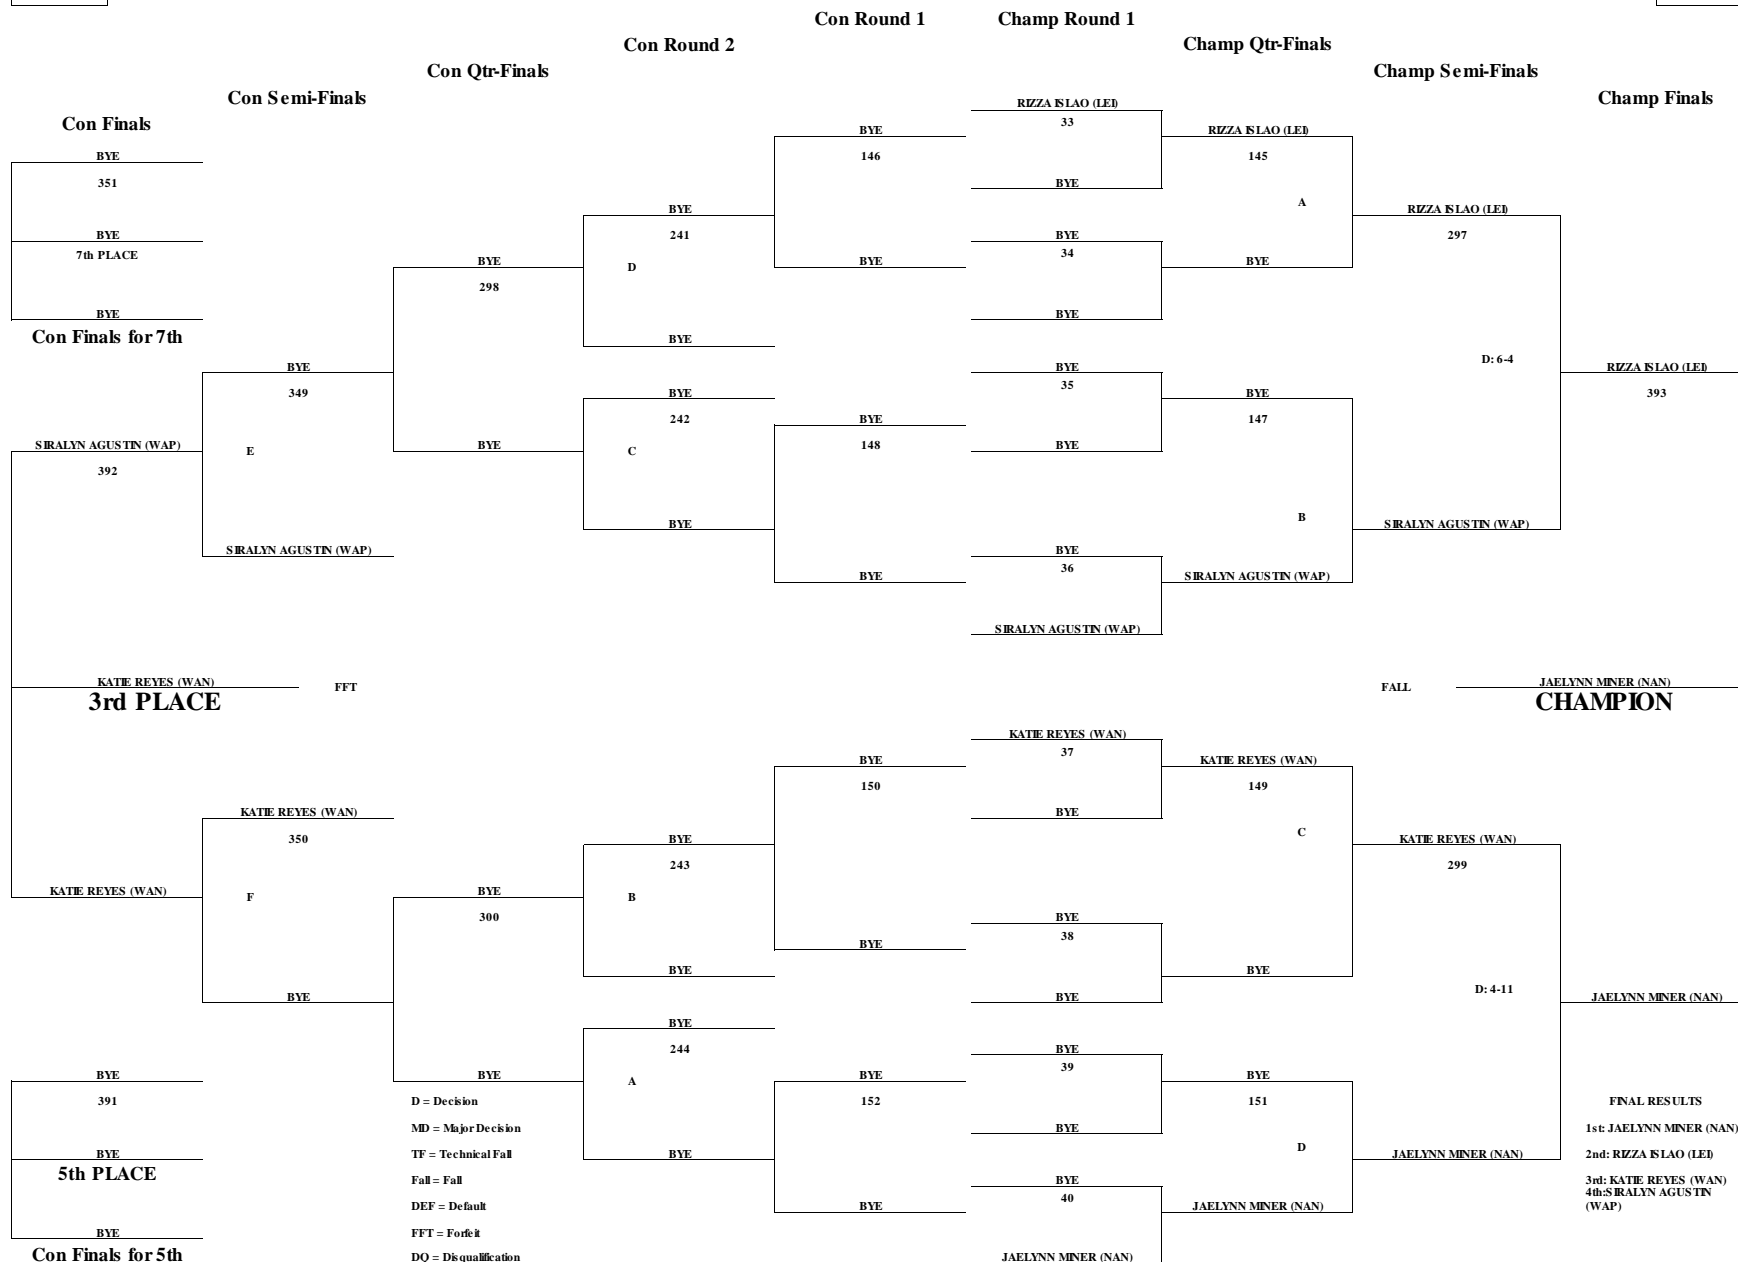 Con Round 1
Champ Round 1
Con Round 2
Champ Qtr-Finals
Con Qtr-Finals
Champ Semi-Finals
Con Semi-Finals
Champ Finals
Con Finals
RIZZA ISLAO (LEI)
33
BYE
RIZZA ISLAO (LEI)
BYE
146
145
351
BYE
A
BYE
RIZZA ISLAO (LEI)
BYE
BYE
241
297
7th PLACE
34
BYE
D
BYE
BYE
298
BYE
BYE
Con Finals for 7th
BYE
D: 6-4
BYE
BYE
RIZZA ISLAO (LEI)
349
35
393
BYE
BYE
242
BYE
147
SIRALYN AGUSTIN (WAP)
E
BYE
C
148
BYE
392
B
BYE
SIRALYN AGUSTIN (WAP)
SIRALYN AGUSTIN (WAP)
BYE
36
BYE
SIRALYN AGUSTIN (WAP)
SIRALYN AGUSTIN (WAP)
KATIE REYES (WAN)
FFT
FALL
JAELYNN MINER (NAN)
3rd PLACE
CHAMPION
KATIE REYES (WAN)
37
BYE
KATIE REYES (WAN)
150
149
KATIE REYES (WAN)
BYE
350
C
BYE
KATIE REYES (WAN)
243
299
KATIE REYES (WAN)
F
BYE
B
300
BYE
38
BYE
BYE
BYE
D: 4-11
BYE
BYE
JAELYNN MINER (NAN)
BYE
244
BYE
39
BYE
BYE
A
BYE
BYE
391
D = Decision
152
151
FINAL RESULTS
MD = Major Decision
BYE
1st: JAELYNN MINER (NAN)
D
BYE
TF = Technical Fall
BYE
JAELYNN MINER (NAN)
2nd: RIZZA ISLAO (LEI)
5th PLACE
Fall = Fall
BYE
3rd: KATIE REYES (WAN)
40
4th:SIRALYN AGUSTIN
(WAP)
DEF = Default
BYE
JAELYNN MINER (NAN)
BYE
FFT = Forfeit
Con Finals for 5th
DQ = Disqualification
JAELYNN MINER (NAN)